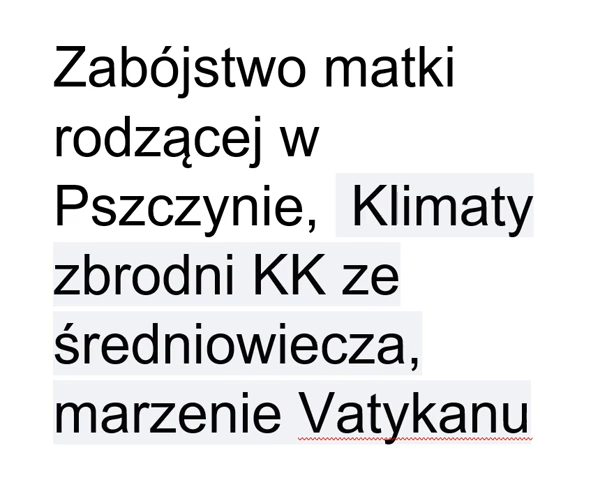 Zabójstwo matki
rodzącej w
Pszczynie, Klimaty
zbrodni KK ze
średniowiecza,
marzenie Vatykanu